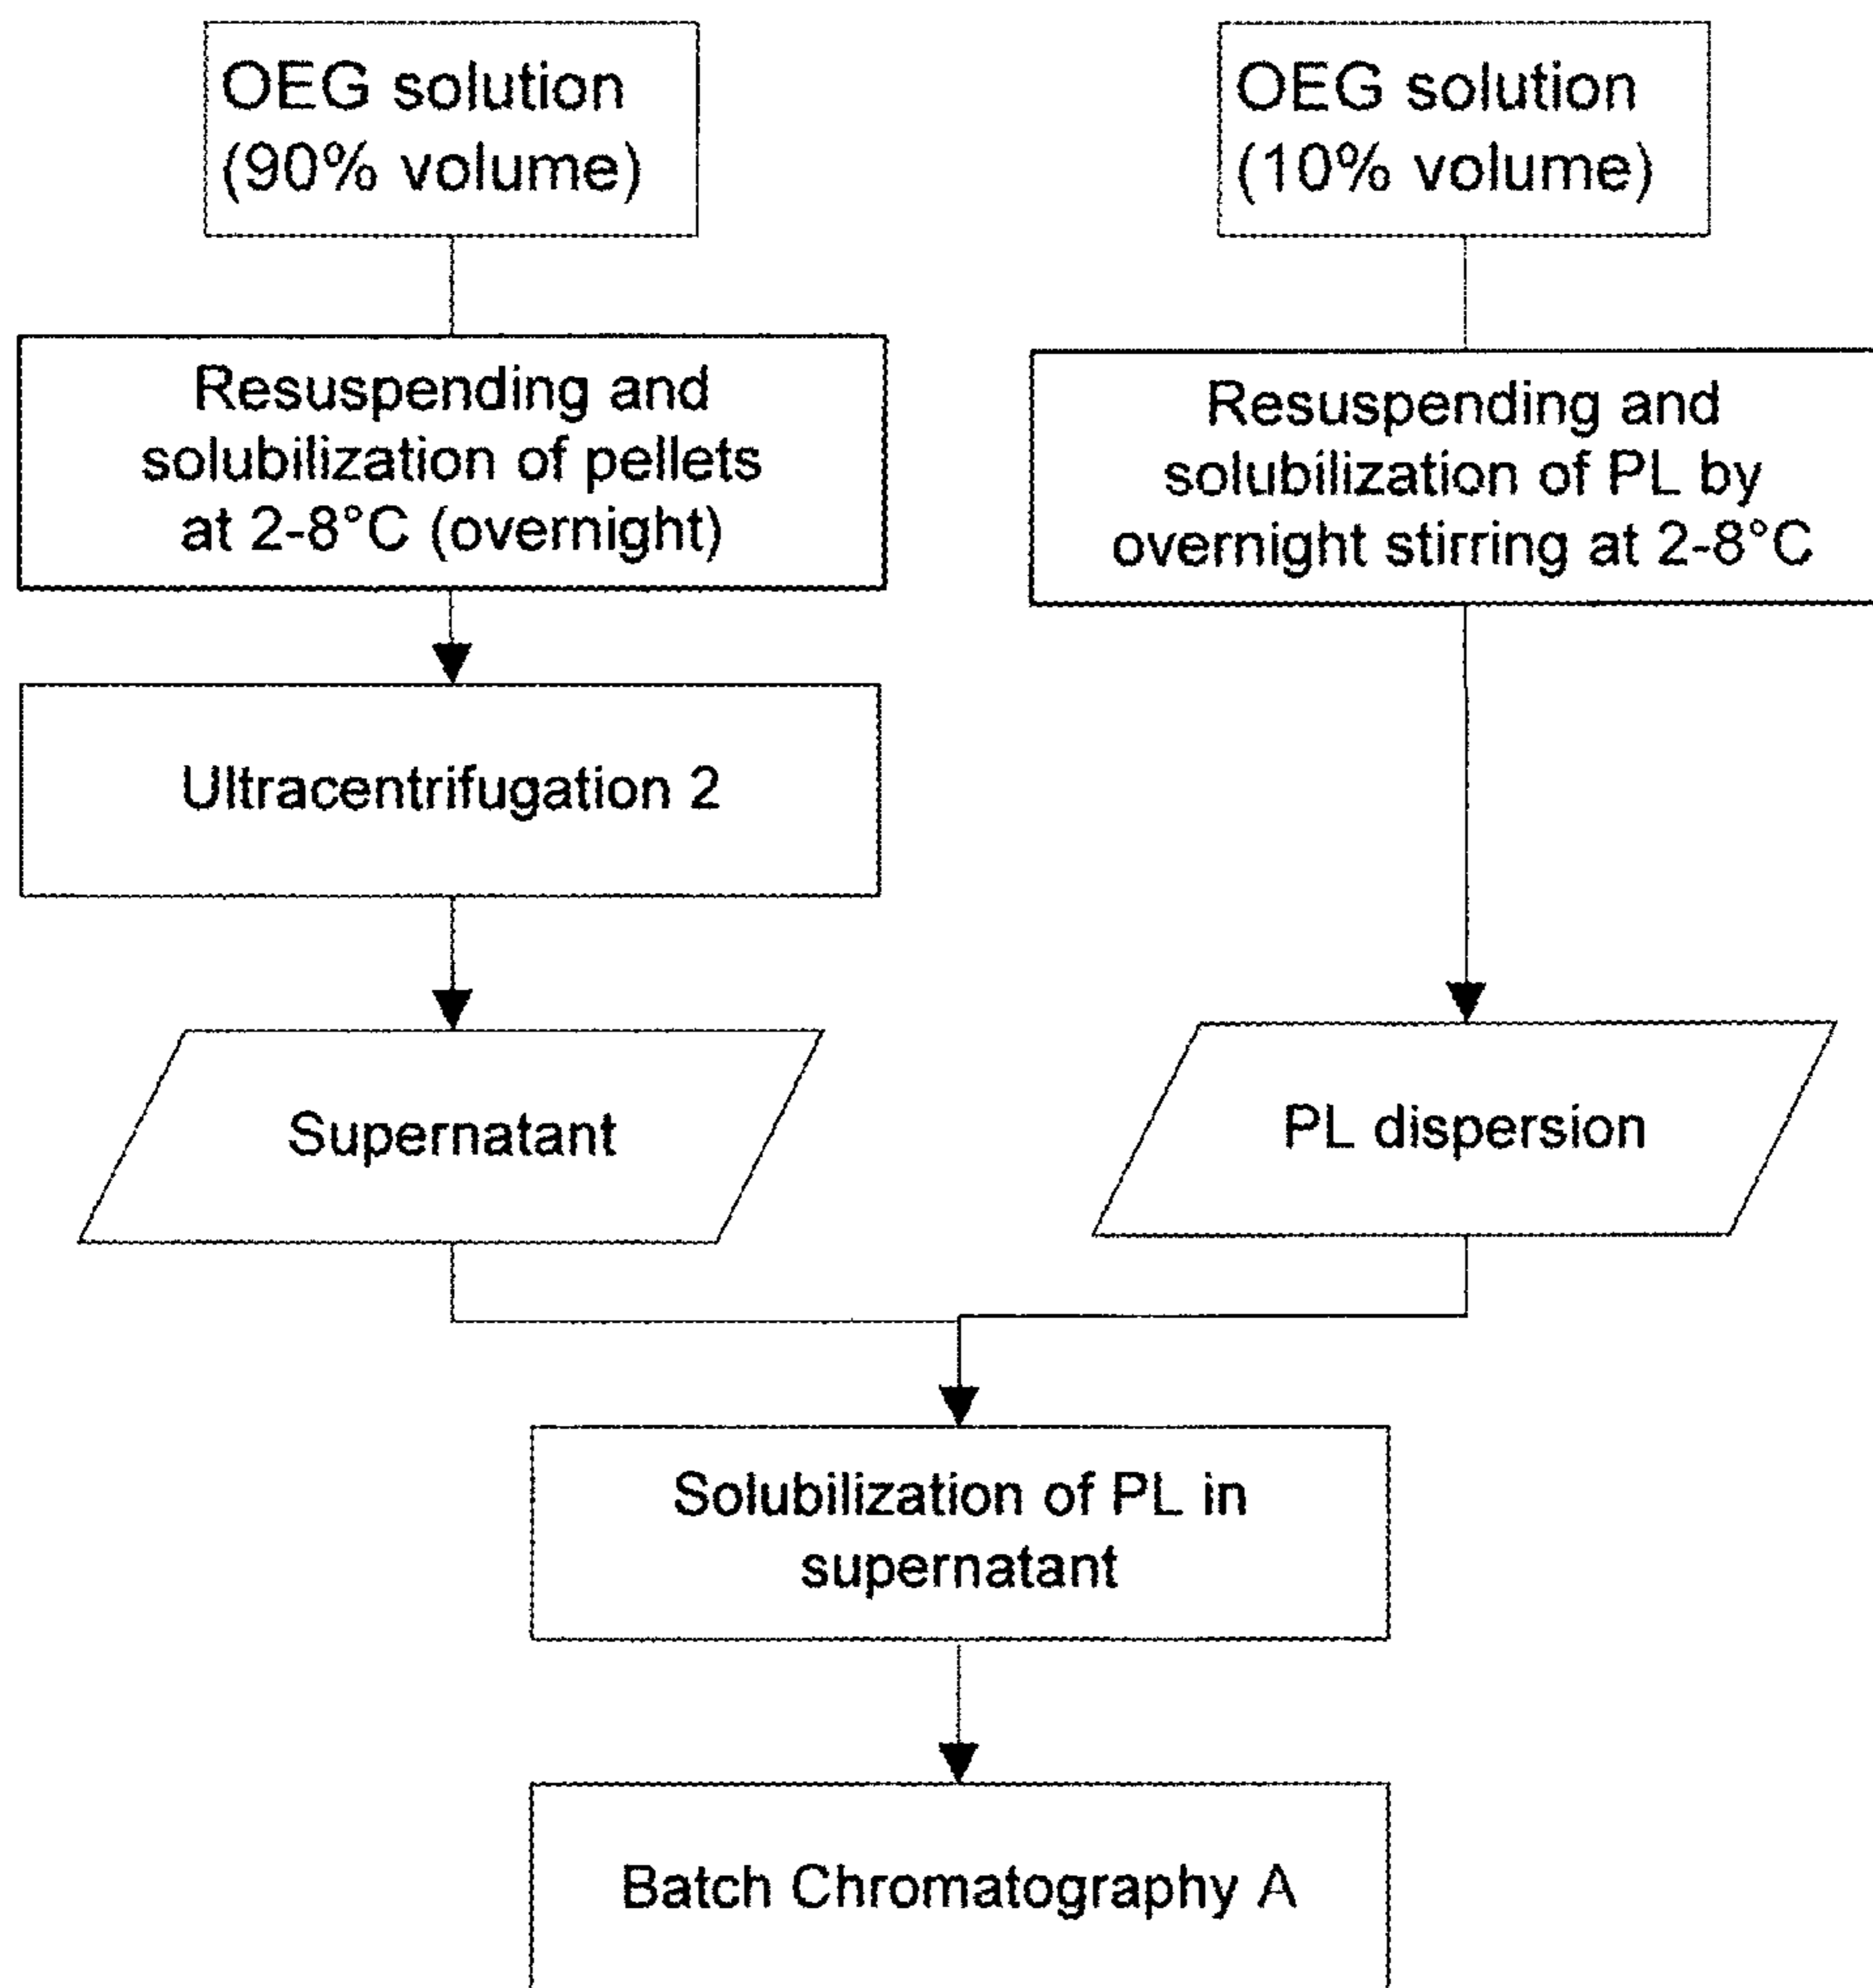 OEG solution
(90% volume)
OEG solution
(10% volume)
Resuspending and
solubilization of pellets
at 2-8°C (overnight)
Resuspending and
solubilization of PL by
overnight stirring at 2-8°C
Ultracentrifugation 2
Supernatant
PL dispersion
Solubilization of PL in
supernatant
Batch Chromatography A